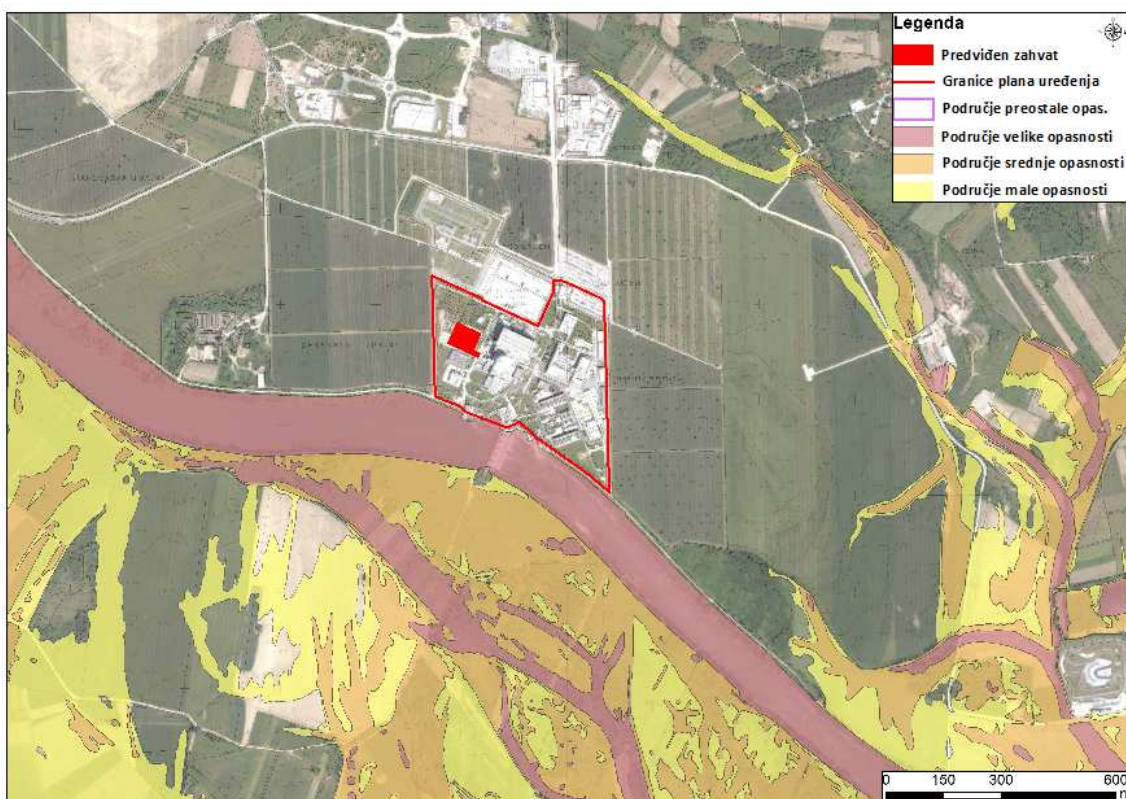 Legenda
Predviđen zahvat
Granice plana uređenja
Područje preostale opas.
Područje velike opasnosti
Područje srednje opasnosti
Područje male opasnosti
0 150 300 600
m